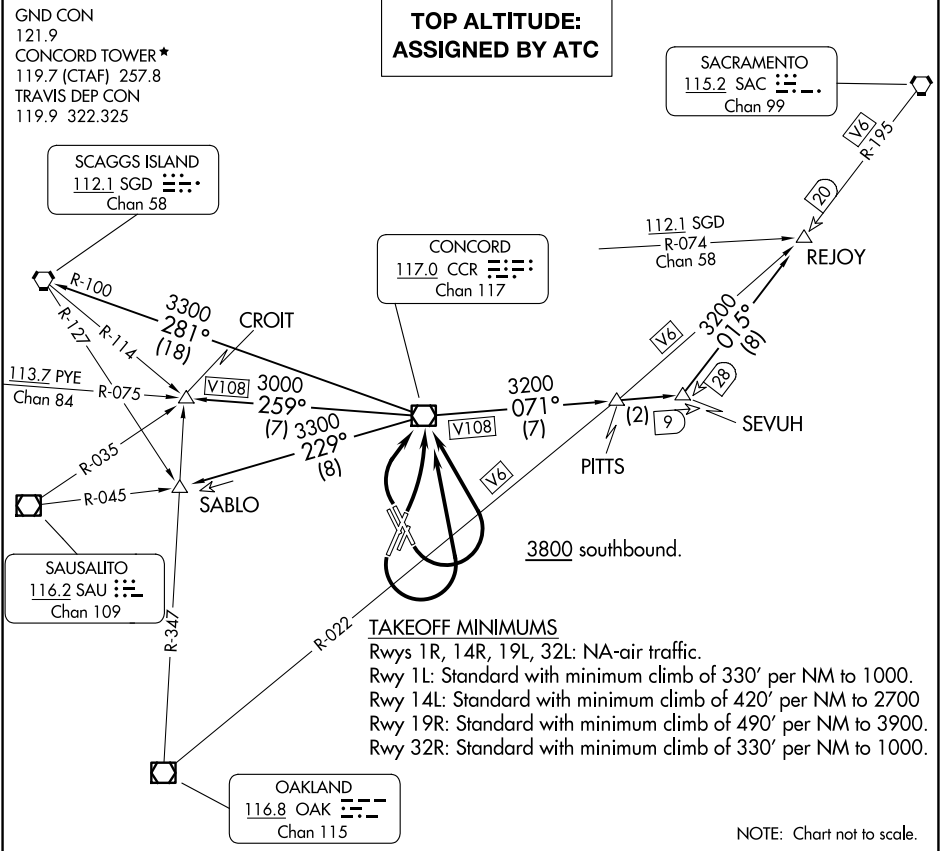 GND CON
121.9
CONCORD TOWER ★
119.7 (CTAF) 257.8
TRAVIS DEP CON
119.9 322.325
TOP ALTITUDE:
ASSIGNED BY ATC
SACRAMENTO
115.2 SAC
Chan 99
V6
R-195
20
SCAGGS ISLAND
112.1 SGD
Chan 58
112.1 SGD
R-074
Chan 58
REJOY
CONCORD
117.0 CCR
Chan 117
R-100
3300
281°
(18)
CROIT
R-127
R-114
V6
3200
015°
(8)
113.7 PYE
Chan 84
R-075
V108
3000
259°
(7)
3200
071°
(7)
V108
(2)
28
9
SEVUH
PITTS
3300
229°
(8)
R-035
R-045
SABLO
V6
3800 southbound.
SAUSALITO
116.2 SAU
Chan 109
R-347
R-022
TAKEOFF MINIMUMS
Rwys 1R, 14R, 19L, 32L: NA-air traffic.
Rwy 1L: Standard with minimum climb of 330' per NM to 1000.
Rwy 14L: Standard with minimum climb of 420' per NM to 2700
Rwy 19R: Standard with minimum climb of 490' per NM to 3900.
Rwy 32R: Standard with minimum climb of 330' per NM to 1000.
OAKLAND
116.8 OAK
Chan 115
NOTE: Chart not to scale.